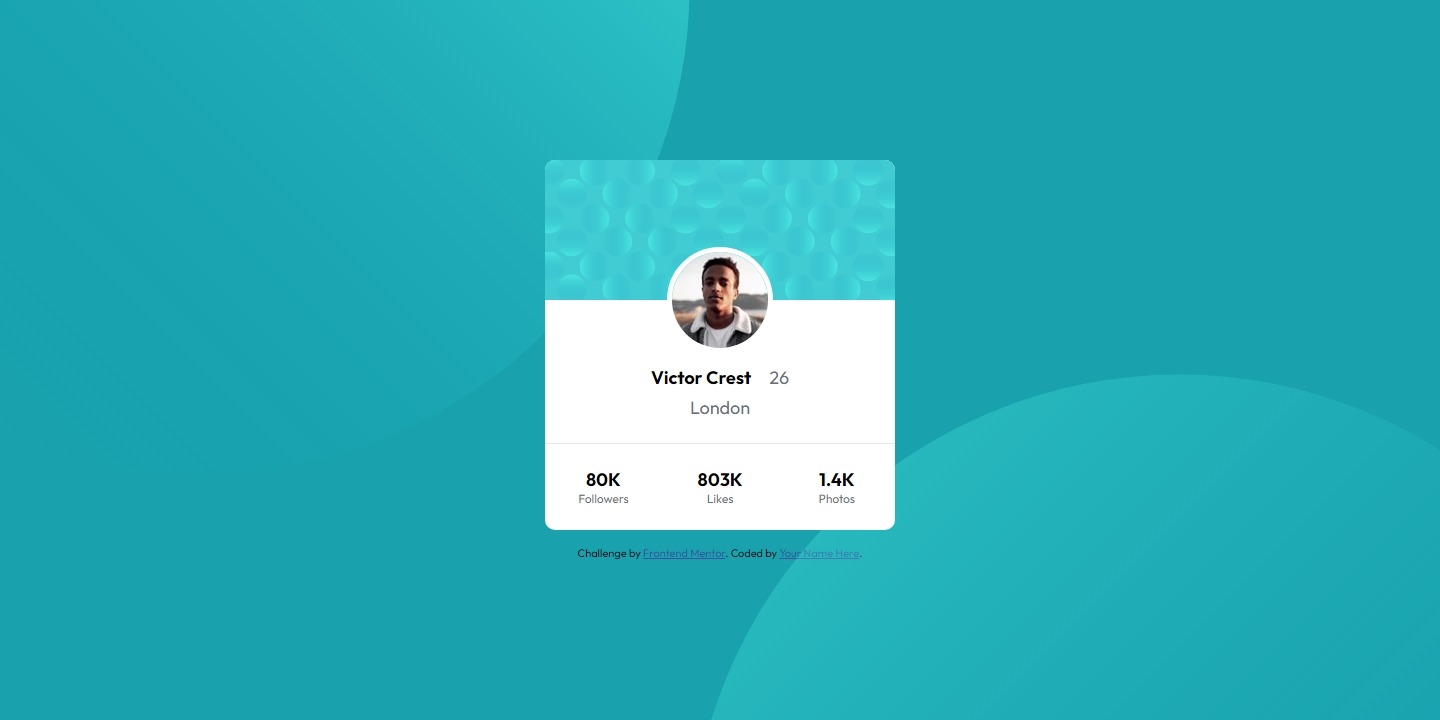 Victor Crest 26
London
80K 803K 1.4K
Followers Likes Photos
Challenge by Frontend Mentor. Coded by Your Name Here.